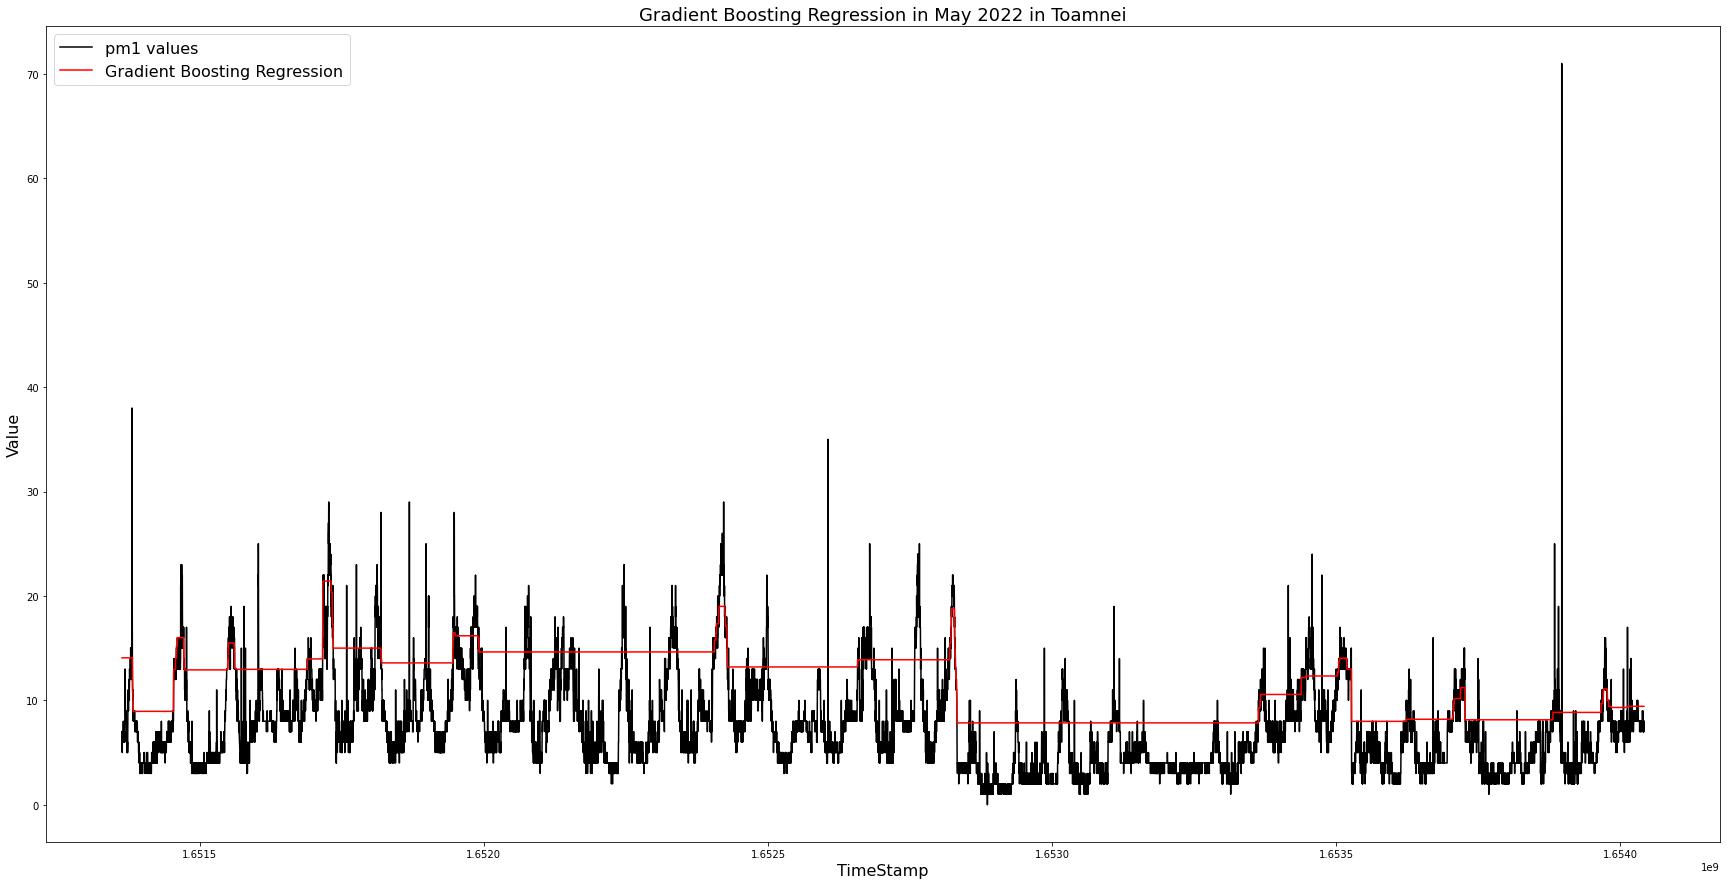 Gradient Boosting Regression in May 2022 in Toamnei
pm1 values
Gradient Boosting Regression
70
60
50
40
30
20
10
0
Value
1.6515 1.6520 1.6525 1.6530 1.6535 1.6540
1e9
TimeStamp